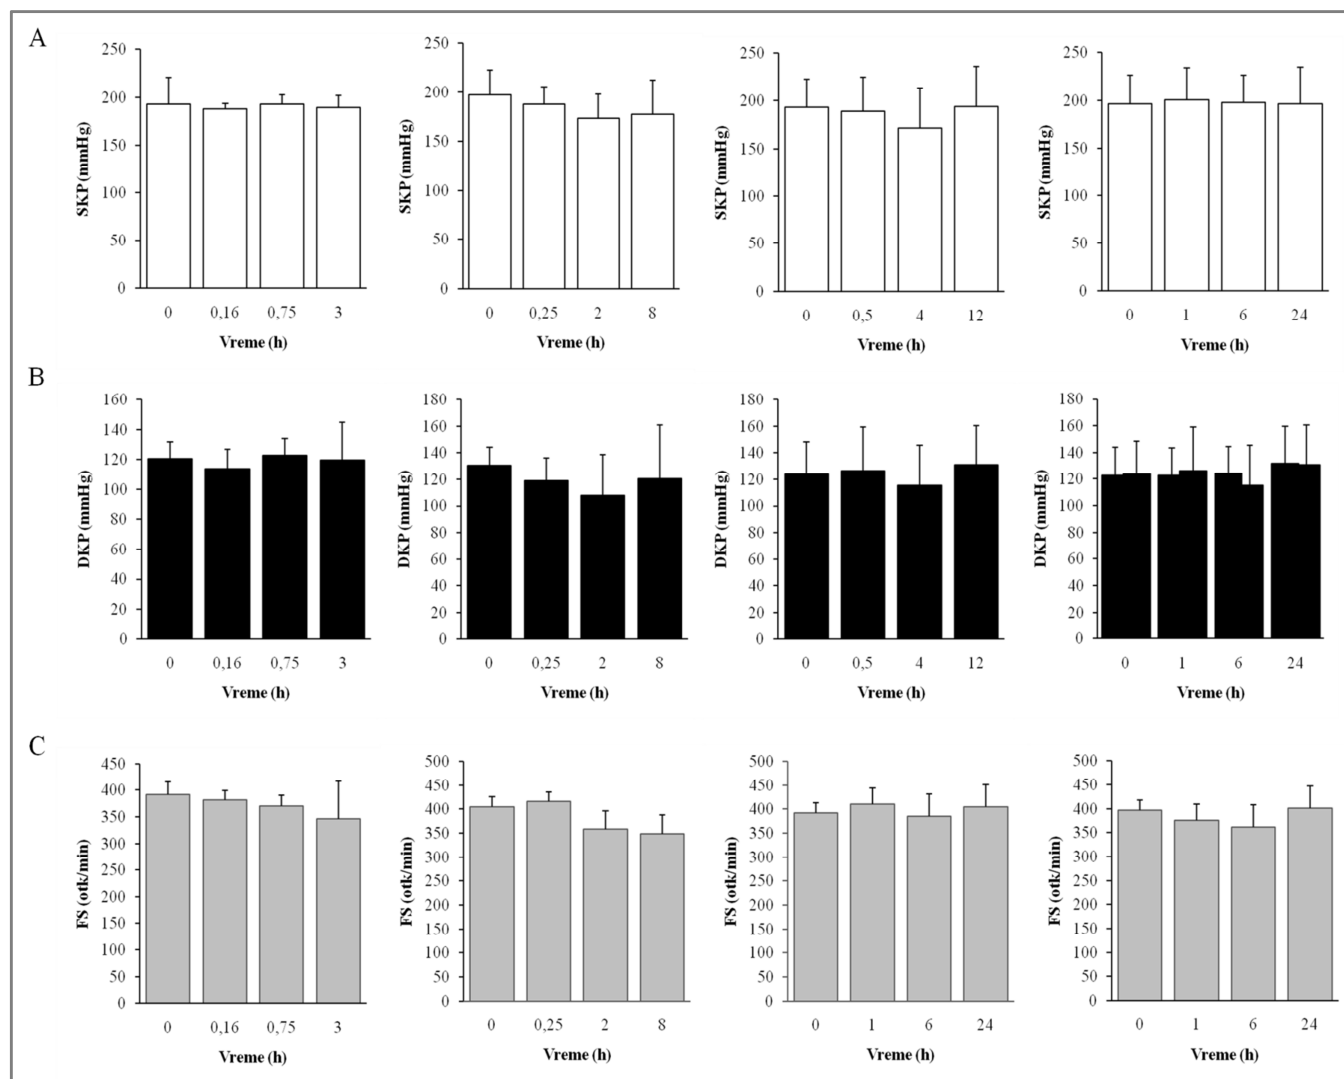 A
SKP (mmHg)
250
200
150
100
50
0
0 0,16 0,75 3
Vreme (h)
SKP (mmHg)
250
200
150
100
50
0
0 0,25 2 8
Vreme (h)
SKP (mmHg)
250
200
150
100
50
0
0 0,5 4 12
Vreme (h)
SKP (mmHg)
250
200
150
100
50
0
0 1 6 24
Vreme (h)
B
DKP (mmHg)
160
140
120
100
80
60
40
20
0
0 0,16 0,75 3
Vreme (h)
DKP (mmHg)
180
160
140
120
100
80
60
40
20
0
0 0,25 2 8
Vreme (h)
DKP (mmHg)
180
160
140
120
100
80
60
40
20
0
0 0,5 4 12
Vreme (h)
DKP (mmHg)
180
160
140
120
100
80
60
40
20
0
0 1 6 24
Vreme (h)
C
FS (otk/min)
450
400
350
300
250
200
150
100
50
0
0 0,16 0,75 3
Vreme (h)
FS (otk/min)
500
450
400
350
300
250
200
150
100
50
0
0 0,25 2 8
Vreme (h)
FS (otk/min)
500
450
400
350
300
250
200
150
100
50
0
0 1 6 24
Vreme (h)
FS (otk/min)
500
450
400
350
300
250
200
150
100
50
0
0 1 6 24
Vreme (h)